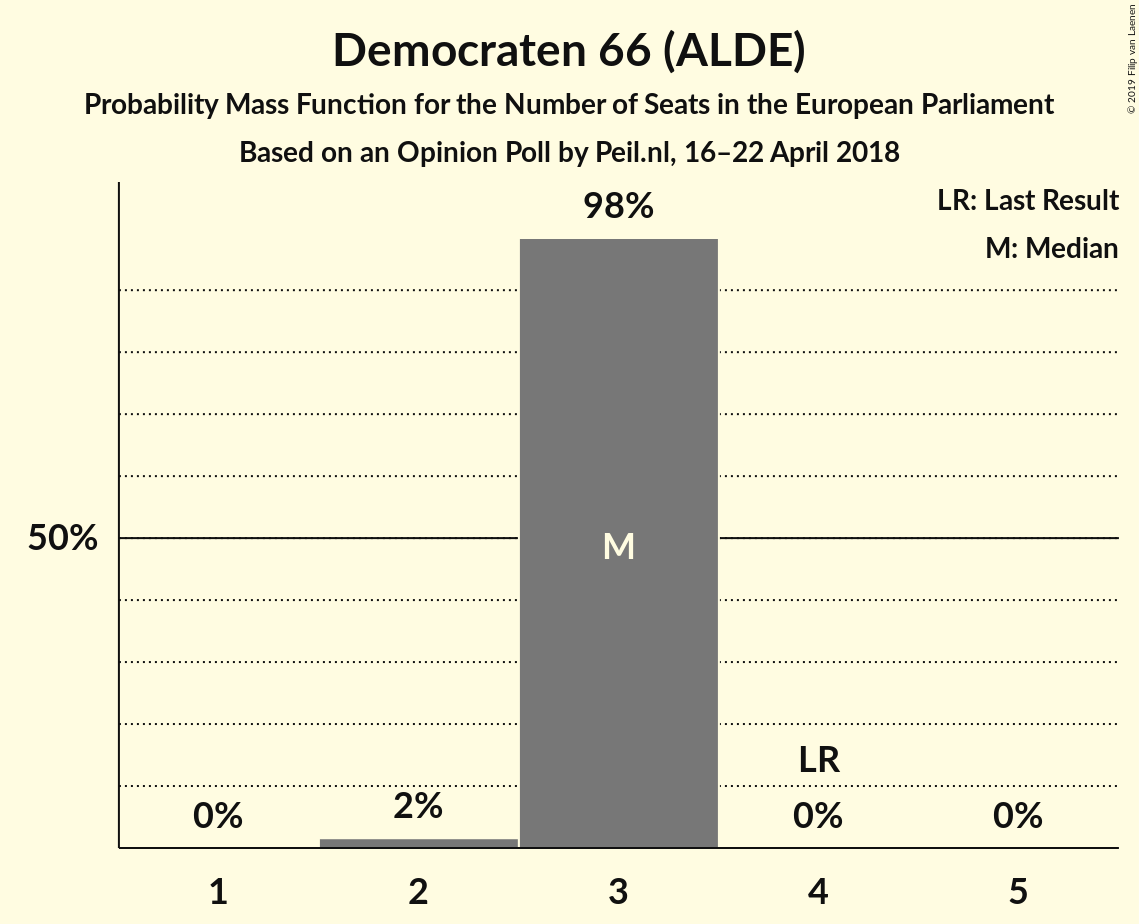 Democraten 66 (ALDE)
Probability Mass Function for the Number of Seats in the European Parliament
Based on an Opinion Poll by Peil.nl, 16–22 April 2018
© 2019 Filip van Laenen
LR: Last Result
M: Median
98%
50%
M
LR
0%
2%
0%
0%
1
2
3
4
5